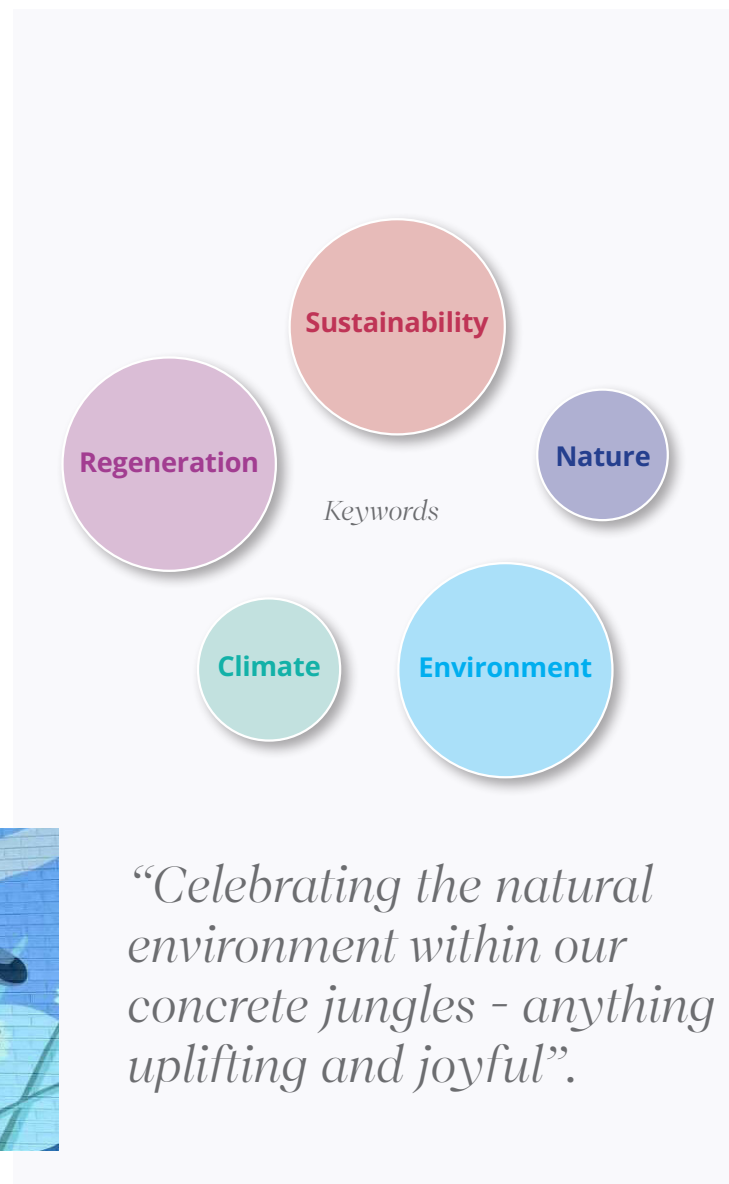 Sustainability
Regeneration
Nature
Keywords
Climate
Environment
“Celebrating the natural
environment within our
concrete jungles - anything
uplifting and joyful”.